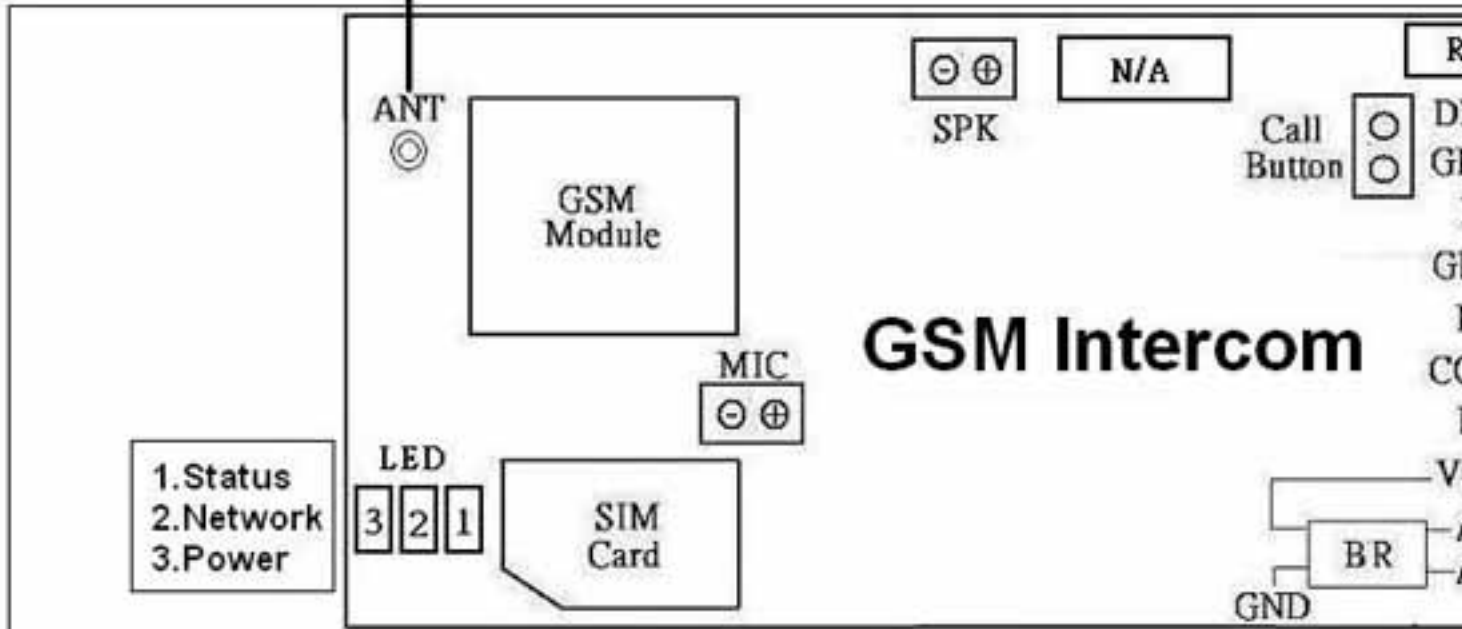 ANT
GSM
Module
SPK
N/A
Call
Button
GSM Intercom
MIC
LED
3 2 1
1.Status
2.Network
3.Power
SIM
Card
BR
GND